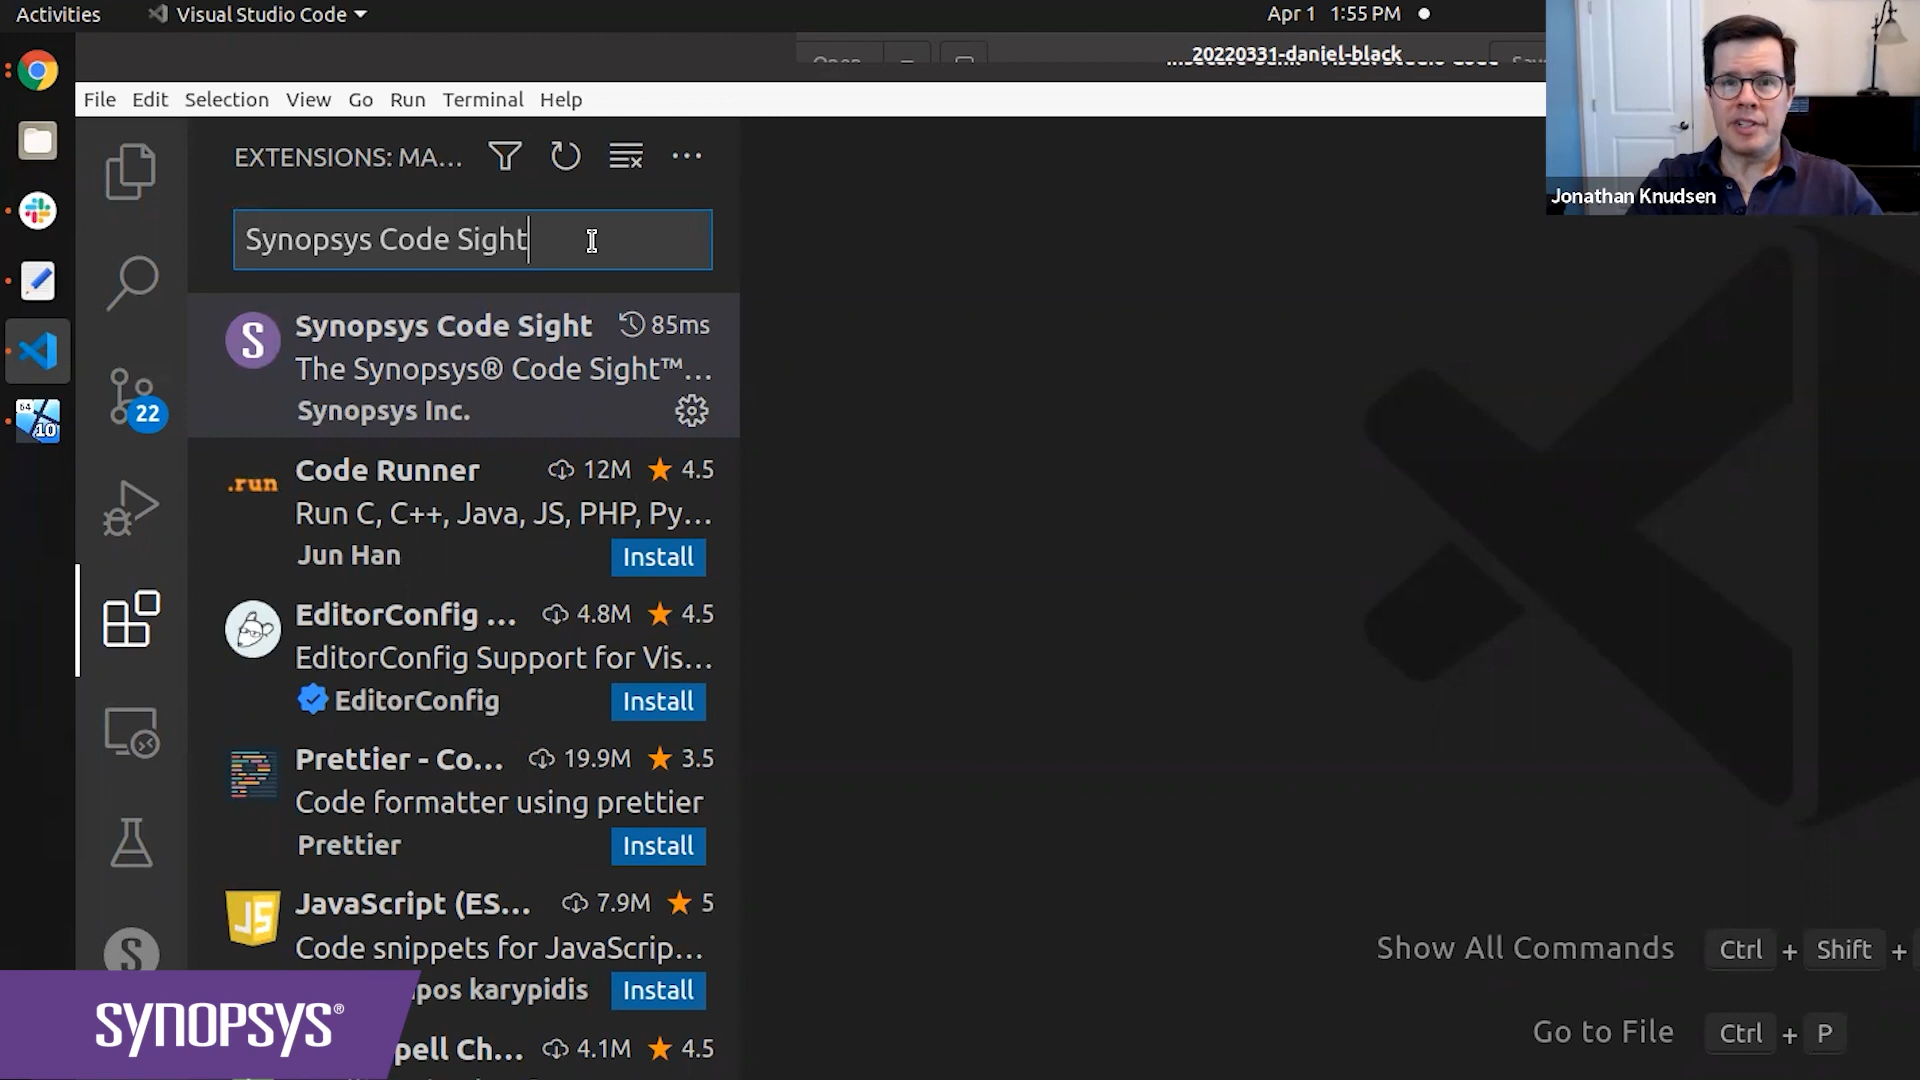 Activities
Visual Studio Code
Apr 1 1:55 PM
20220331-daniel-black
File Edit Selection View Go Run Terminal Help
Jonathan Knudsen
EXTENSIONS: MA...
Synopsys Code Sight
S
Synopsys Code Sight 85ms
The Synopsys® Code Sight™...
Synopsys Inc.
22
64
10
.run
Code Runner 12M 4.5
Run C, C++, Java, JS, PHP, Py...
Jun Han
Install
EditorConfig ... 4.8M 4.5
EditorConfig Support for Vis...
EditorConfig
Install
Prettier - Co... 19.9M 3.5
Code formatter using prettier
Prettier
Install
JS
JavaScript (ES... 7.9M 5
Code snippets for JavaScrip...
pos karypidis
Install
S
pell Ch... 4.1M 4.5
SYNOPSYS®
Show All Commands Ctrl + Shift +
Go to File Ctrl + P